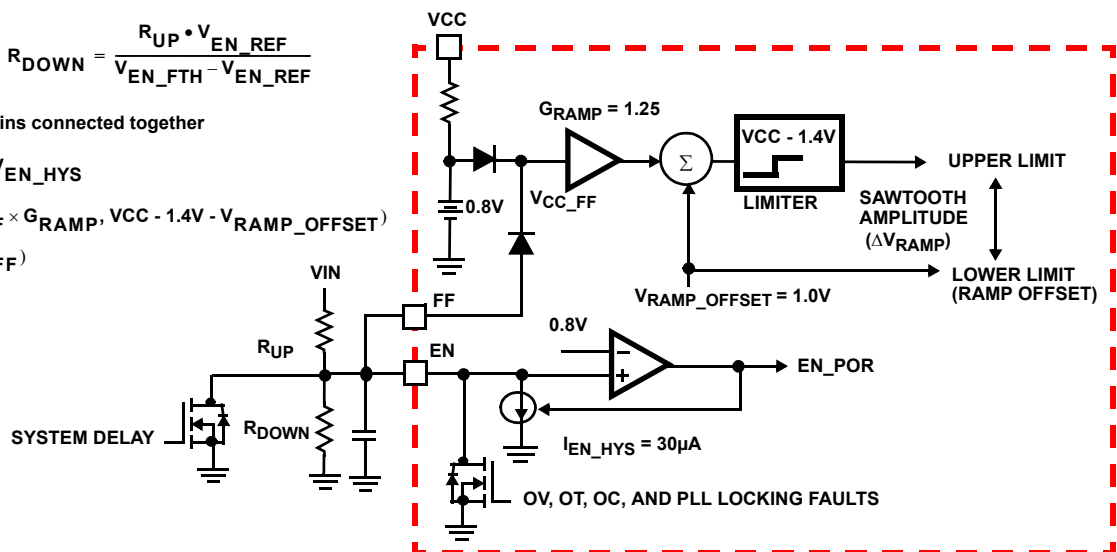 R_DOWN = (R_UP • V_EN_REF) / (V_EN_FTH – V_EN_REF)
ins connected together
V_EN_HYS
× G_RAMP, VCC - 1.4V - V_RAMP_OFFSET)
FF)
VCC
G_RAMP = 1.25
Σ
VCC - 1.4V
LIMITER
UPPER LIMIT
SAWTOOTH
AMPLITUDE
(ΔV_RAMP)
LOWER LIMIT
(RAMP OFFSET)
0.8V
V_CC_FF
V_RAMP_OFFSET = 1.0V
VIN
FF
R_UP
EN
0.8V
−
+
EN_POR
SYSTEM DELAY
R_DOWN
I_EN_HYS = 30µA
OV, OT, OC, AND PLL LOCKING FAULTS